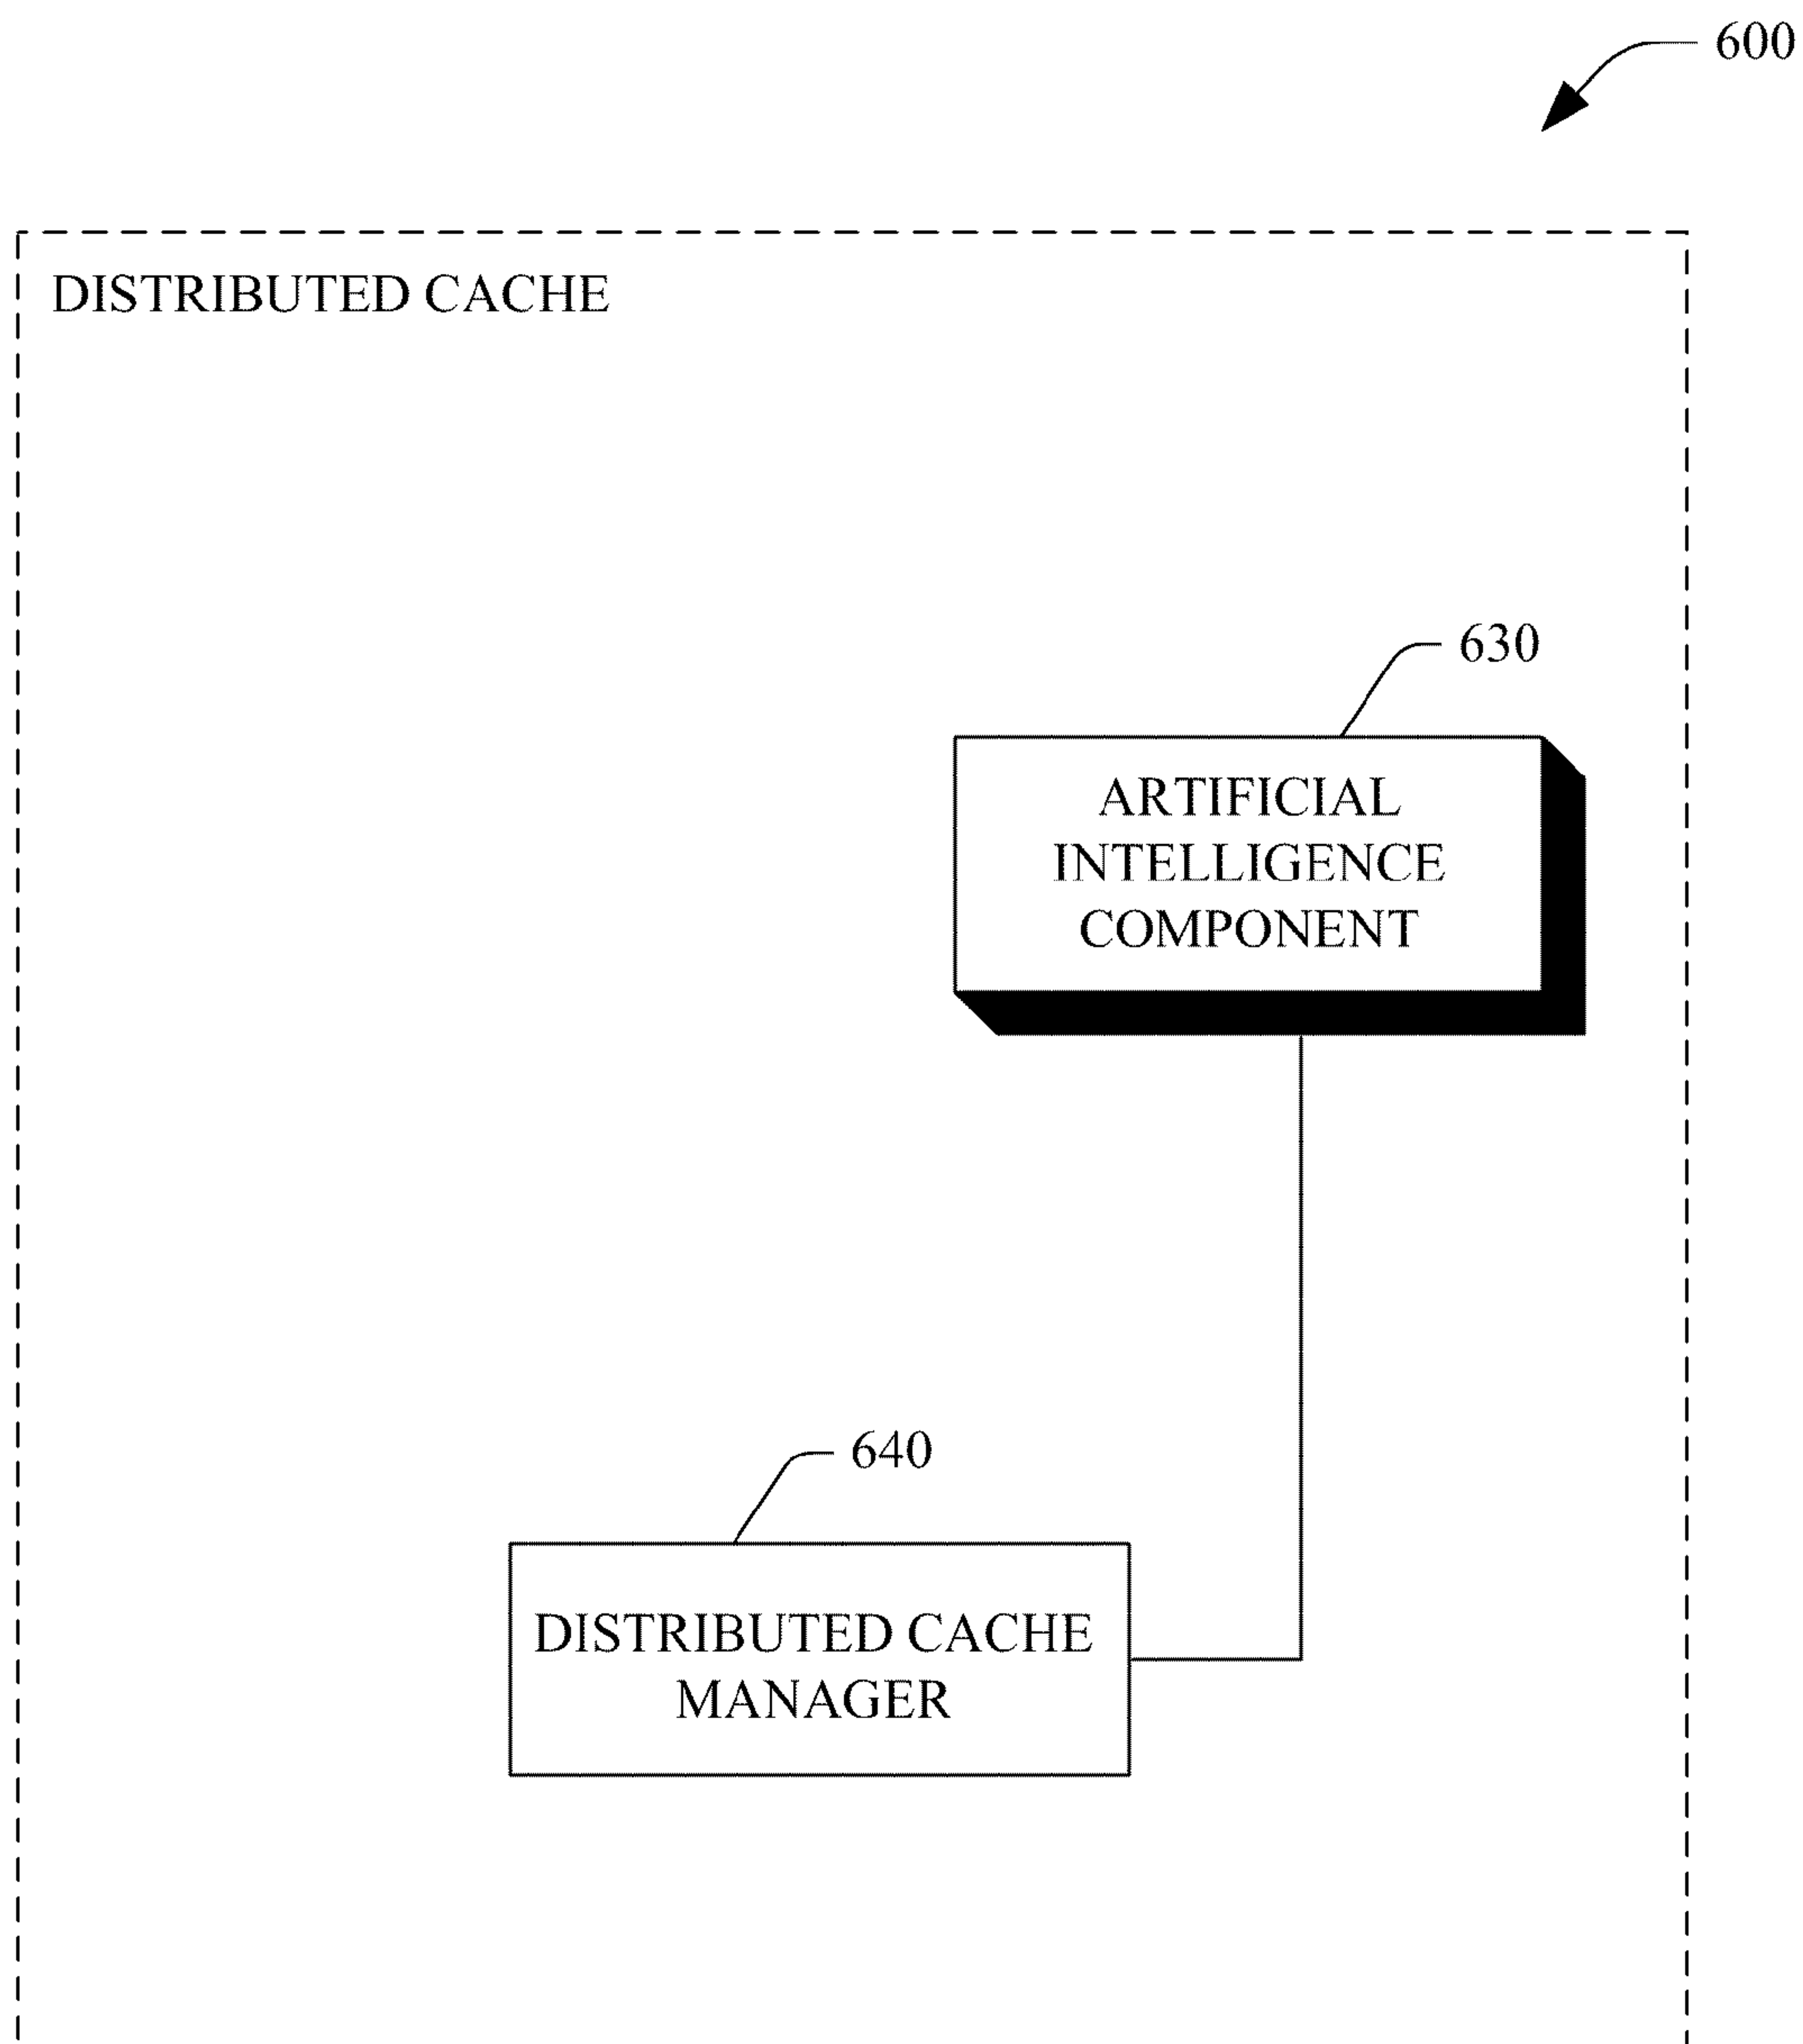 600
DISTRIBUTED CACHE
630
ARTIFICIAL
INTELLIGENCE
COMPONENT
640
DISTRIBUTED CACHE
MANAGER